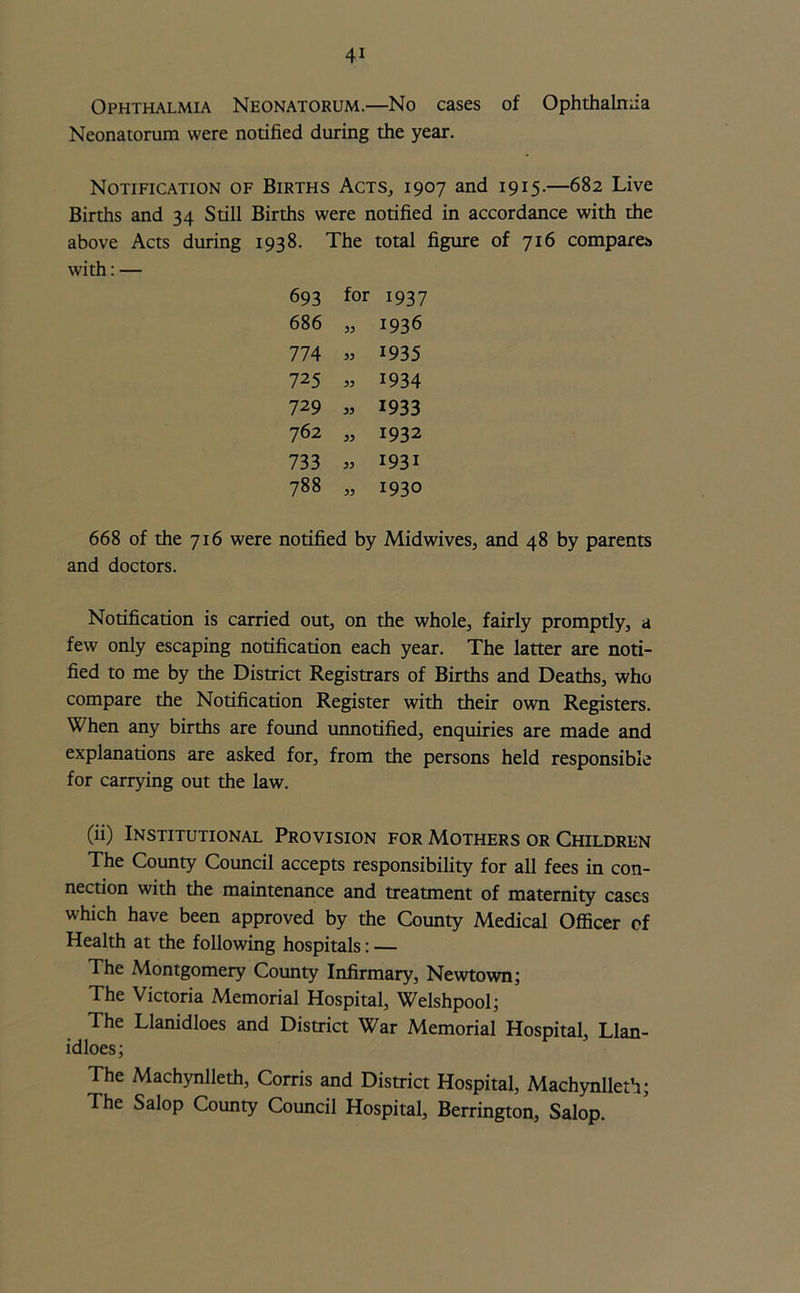 41
OPHTHALMIA NEONATORUM.—No cases of Ophthalmia
Neonatorum were notified during the year.
NOTIFICATION OF BIRTHS ACTS, 1907 and 1915.—682 Live
Births and 34 Still Births were notified in accordance with the
above Acts during 1938. The total figure of 716 compares
with: —
693 for 1937
686 „ 1936
774 „ 1935
725 „ 1934
729 „ 1933
762 „ 1932
733 „ 1931
788 „ 1930
668 of the 716 were notified by Midwives, and 48 by parents
and doctors.
Notification is carried out, on the whole, fairly promptly, a
few only escaping notification each year. The latter are noti-
fied to me by the District Registrars of Births and Deaths, who
compare the Notification Register with their own Registers.
When any births are found unnotified, enquiries are made and
explanations are asked for, from the persons held responsible
for carrying out the law.
(ii) INSTITUTIONAL PROVISION FOR MOTHERS OR CHILDREN
The County Council accepts responsibility for all fees in con-
nection with the maintenance and treatment of maternity cases
which have been approved by the County Medical Officer of
Health at the following hospitals: —
The Montgomery County Infirmary, Newtown;
The Victoria Memorial Hospital, Welshpool;
The Llanidloes and District War Memorial Hospital, Llan-
idloes;
The Machynlleth, Corris and District Hospital, Machynlleth;
The Salop County Council Hospital, Berrington, Salop.